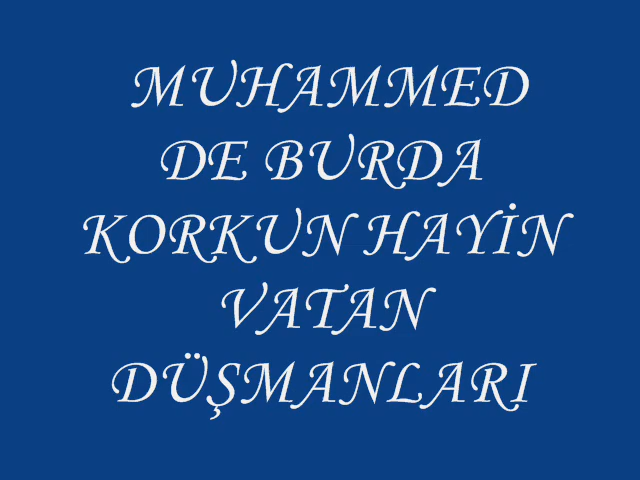 MUHAMMED
DE BURDA
KORKUN HAYİN
VATAN
DÜŞMANLARI